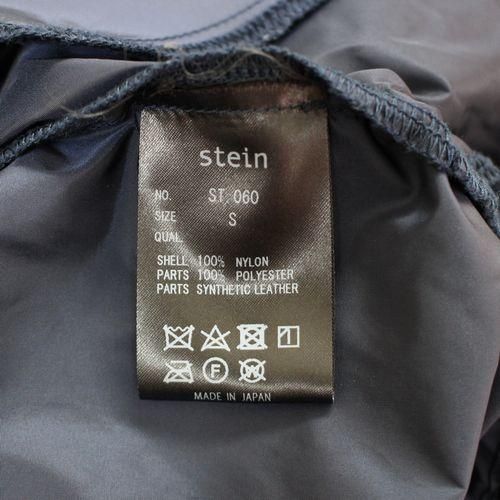 stein
NO. ST. 060
SIZE S
QUAL
SHELL 100% NYLON
PARTS 100% POLYESTER
PARTS SYNTHETIC LEATHER
F W
MADE IN JAPAN